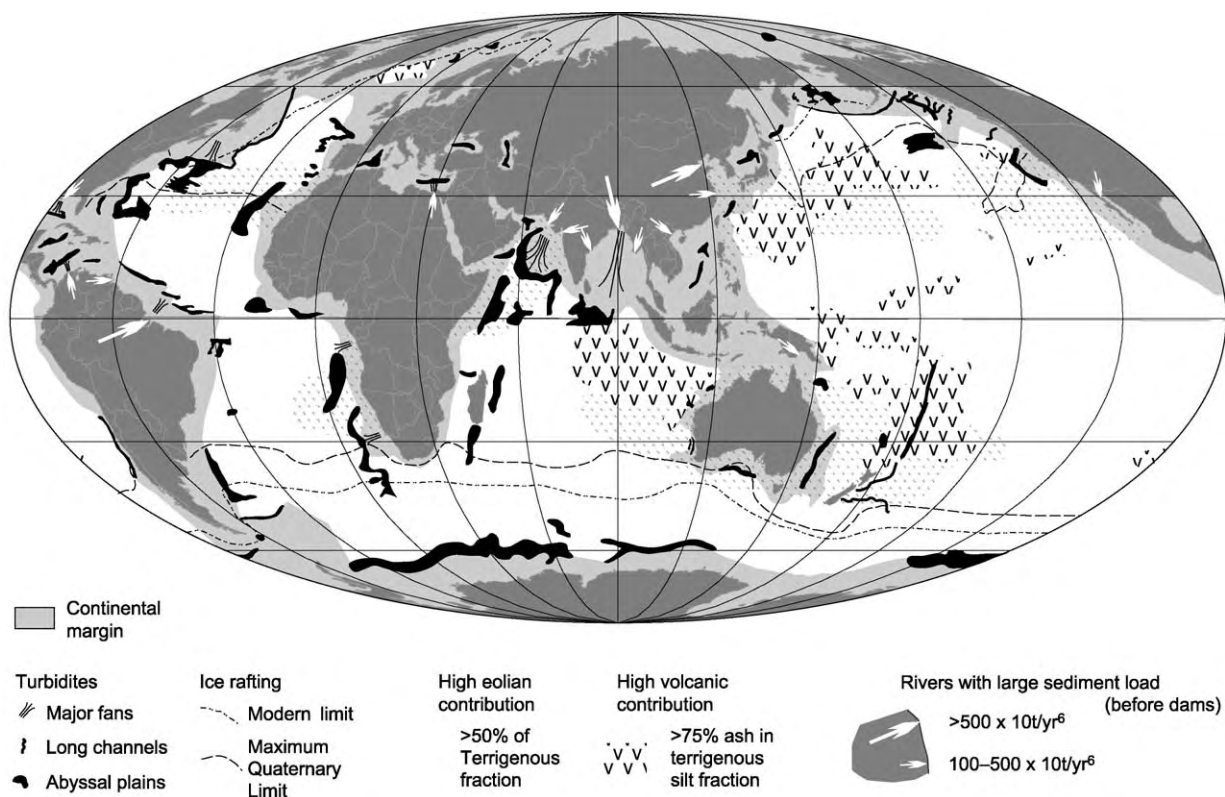 Continental
margin
Turbidites
Major fans
Long channels
Abyssal plains
Ice rafting
Modern limit
Maximum
Quaternary
Limit
High eolian
contribution
>50% of
Terrigenous
fraction
High volcanic
contribution
>75% ash in
terrigenous
silt fraction
Rivers with large sediment load
(before dams)
>500 x 10t/yr⁶
100–500 x 10t/yr⁶